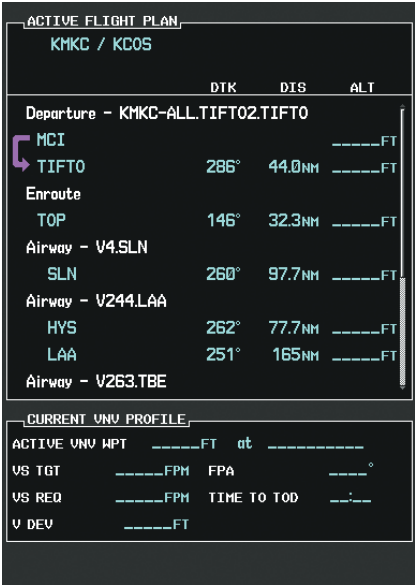 ACTIVE FLIGHT PLAN
KMKC / KCOS
DTK DIS ALT
Departure - KMKC-ALL.TIFTO2.TIFTO
MCI _____FT
TIFTO 286° 44.0NM _____FT
Enroute
TOP 146° 32.3NM _____FT
Airway - V4.SLN
SLN 260° 97.7NM _____FT
Airway - V244.LAA
HYS 262° 77.7NM _____FT
LAA 251° 165NM _____FT
Airway - V263.TBE
CURRENT VNV PROFILE
ACTIVE VNV WPT _____FT at __________
VS TGT _____FPM FPA ____°
VS REQ _____FPM TIME TO TOD __:__
V DEV _____FT